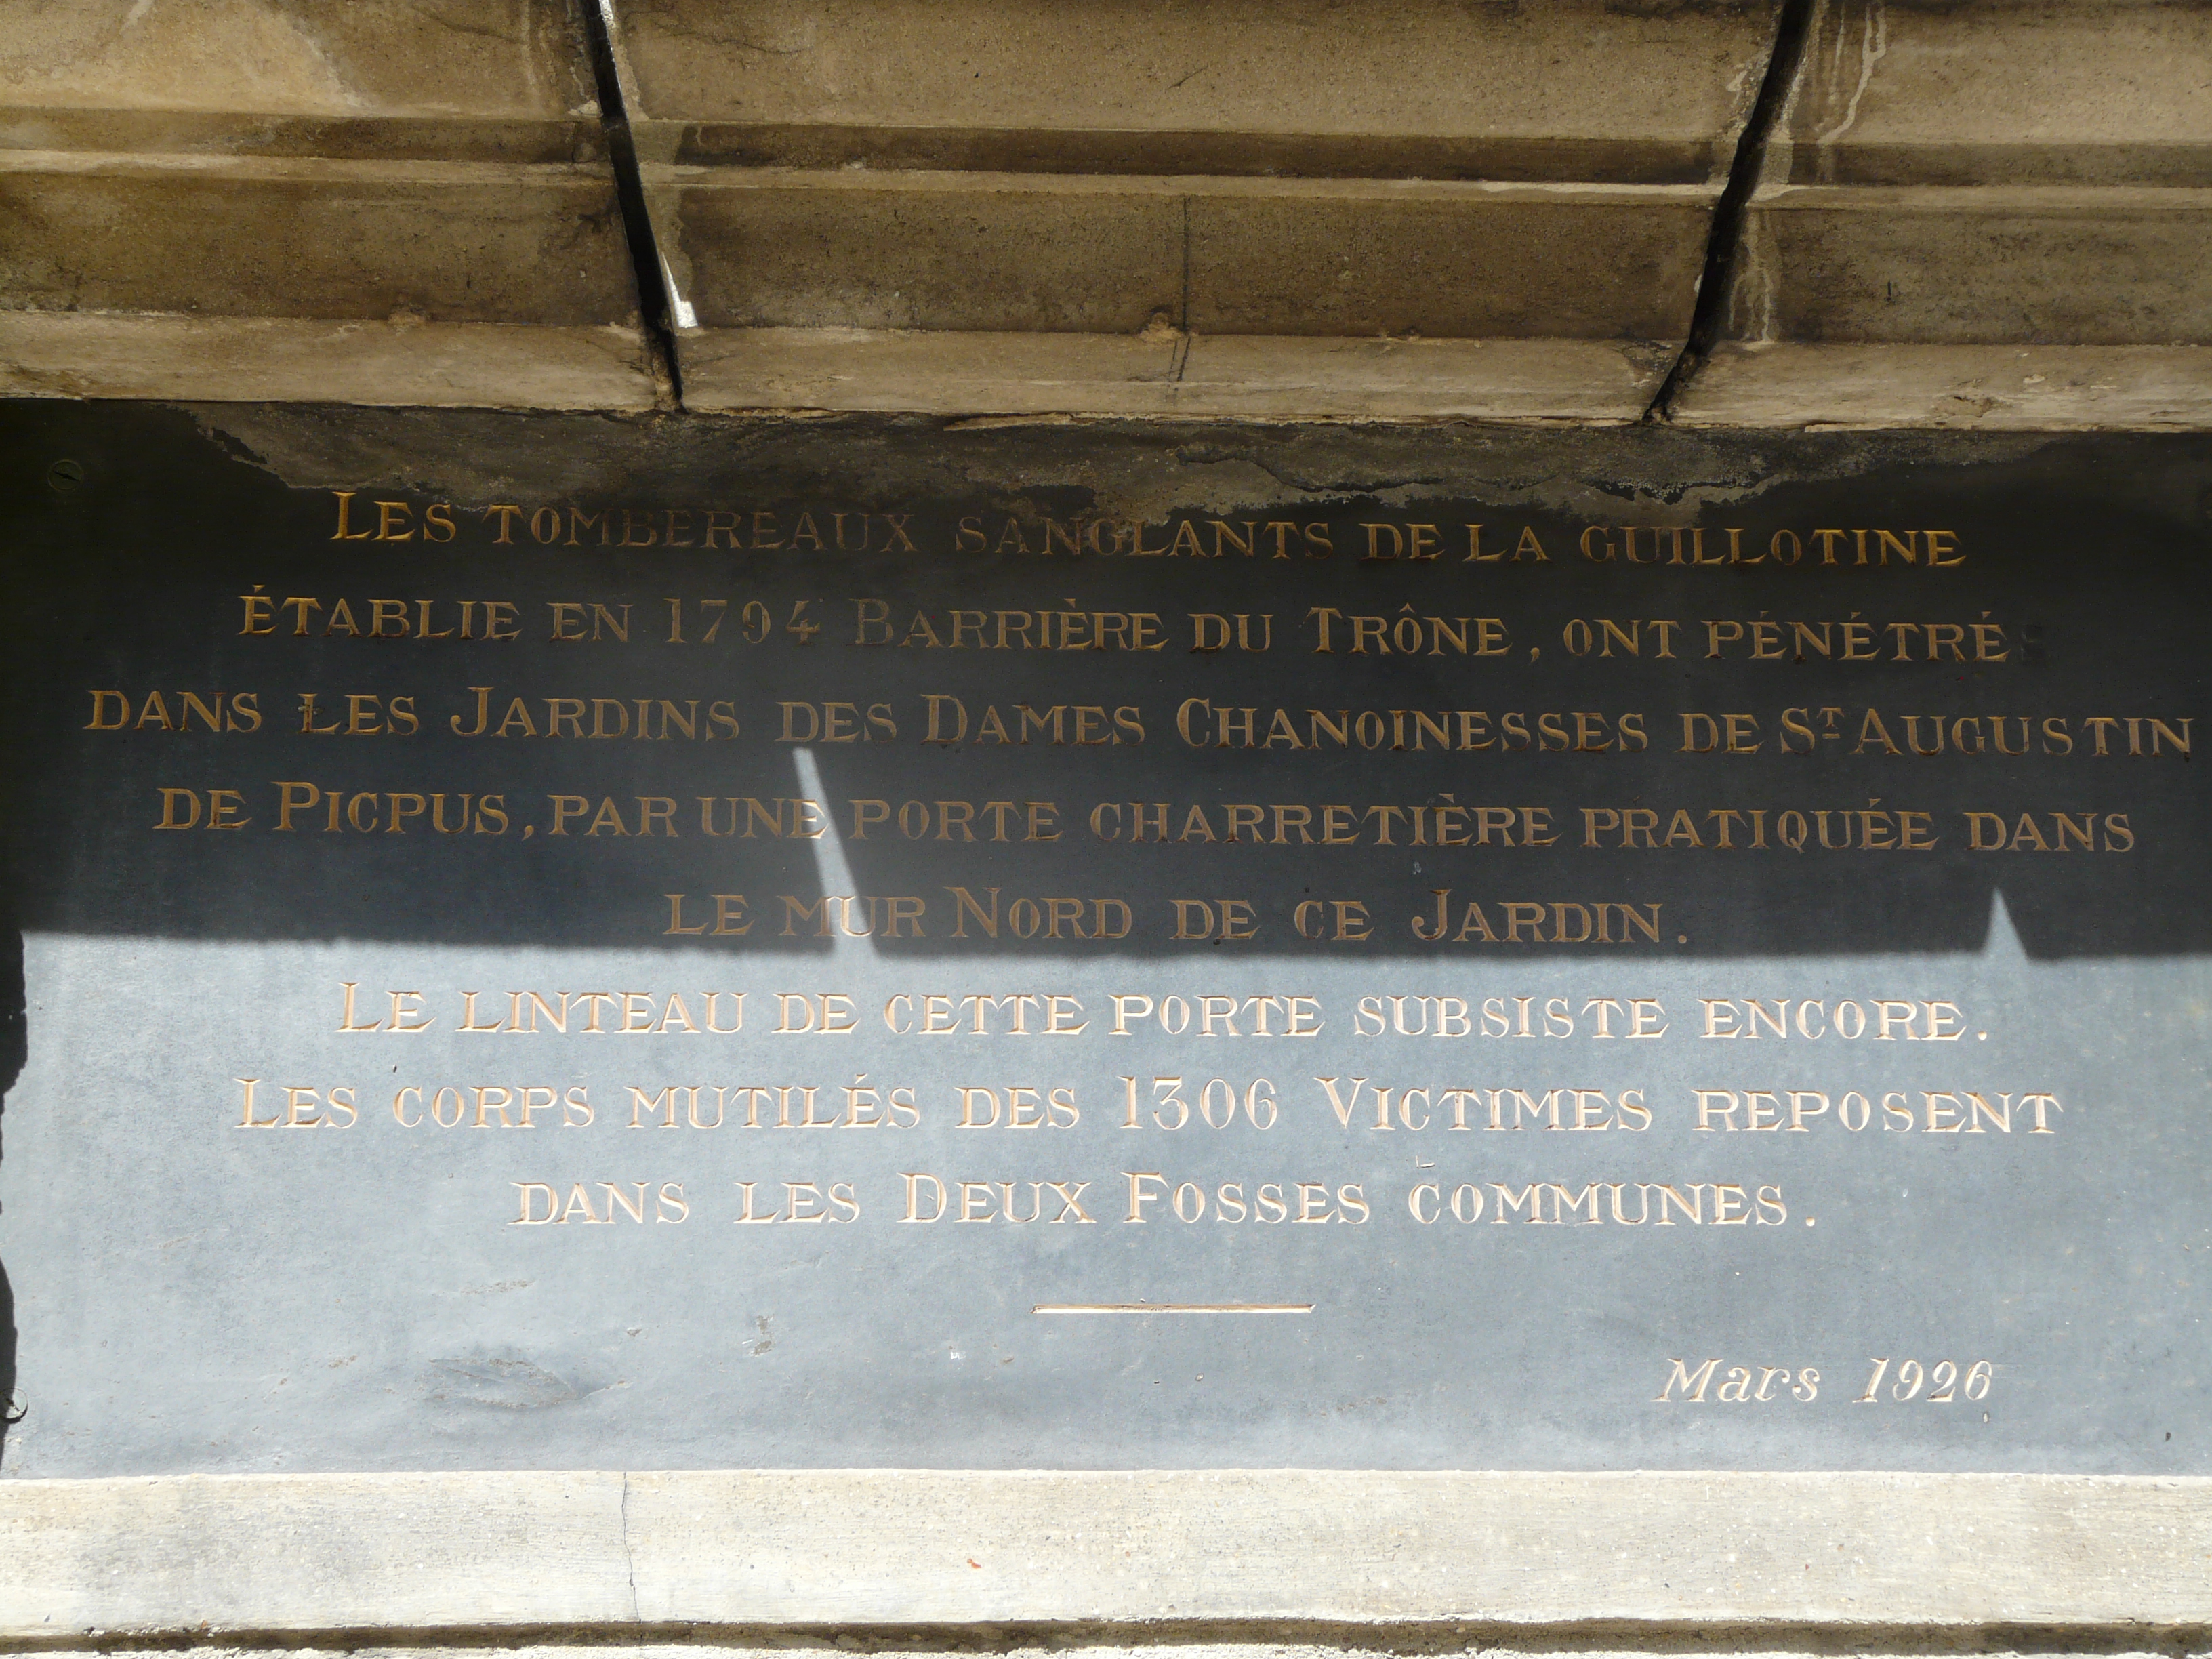 LES TOMBEREAUX SANGLANTS DE LA GUILLOTINE
ÉTABLIE EN 1794 BARRIÈRE DU TRÔNE, ONT PÉNÉTRÉ
DANS LES JARDINS DES DAMES CHANOINESSES DE ST AUGUSTIN
DE PICPUS, PAR UNE PORTE CHARRETIÈRE PRATIQUÉE DANS
LE MUR NORD DE CE JARDIN.
LE LINTEAU DE CETTE PORTE SUBSISTE ENCORE.
LES CORPS MUTILÉS DES 1306 VICTIMES REPOSENT
DANS LES DEUX FOSSES COMMUNES.
Mars 1926